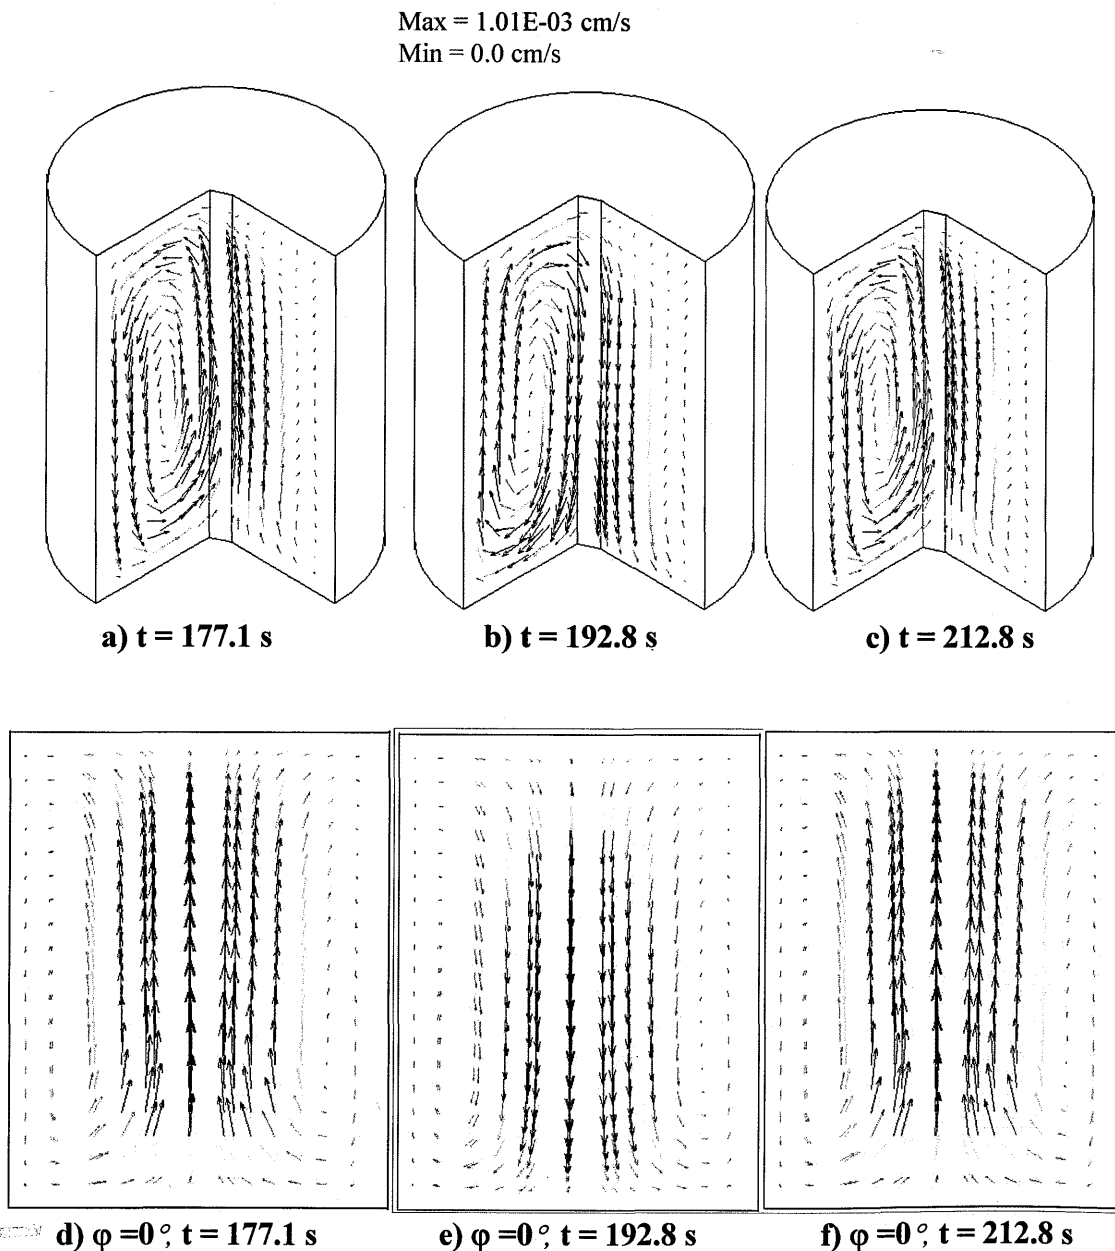 Max = 1.01E-03 cm/s
Min = 0.0 cm/s
a) t = 177.1 s
b) t = 192.8 s
c) t = 212.8 s
d) φ =0°, t = 177.1 s
e) φ =0°, t = 192.8 s
f) φ =0°, t = 212.8 s